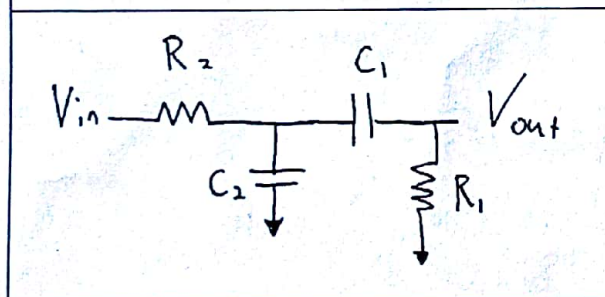 R₂ C₁
Vin Vout
C₂ R₁